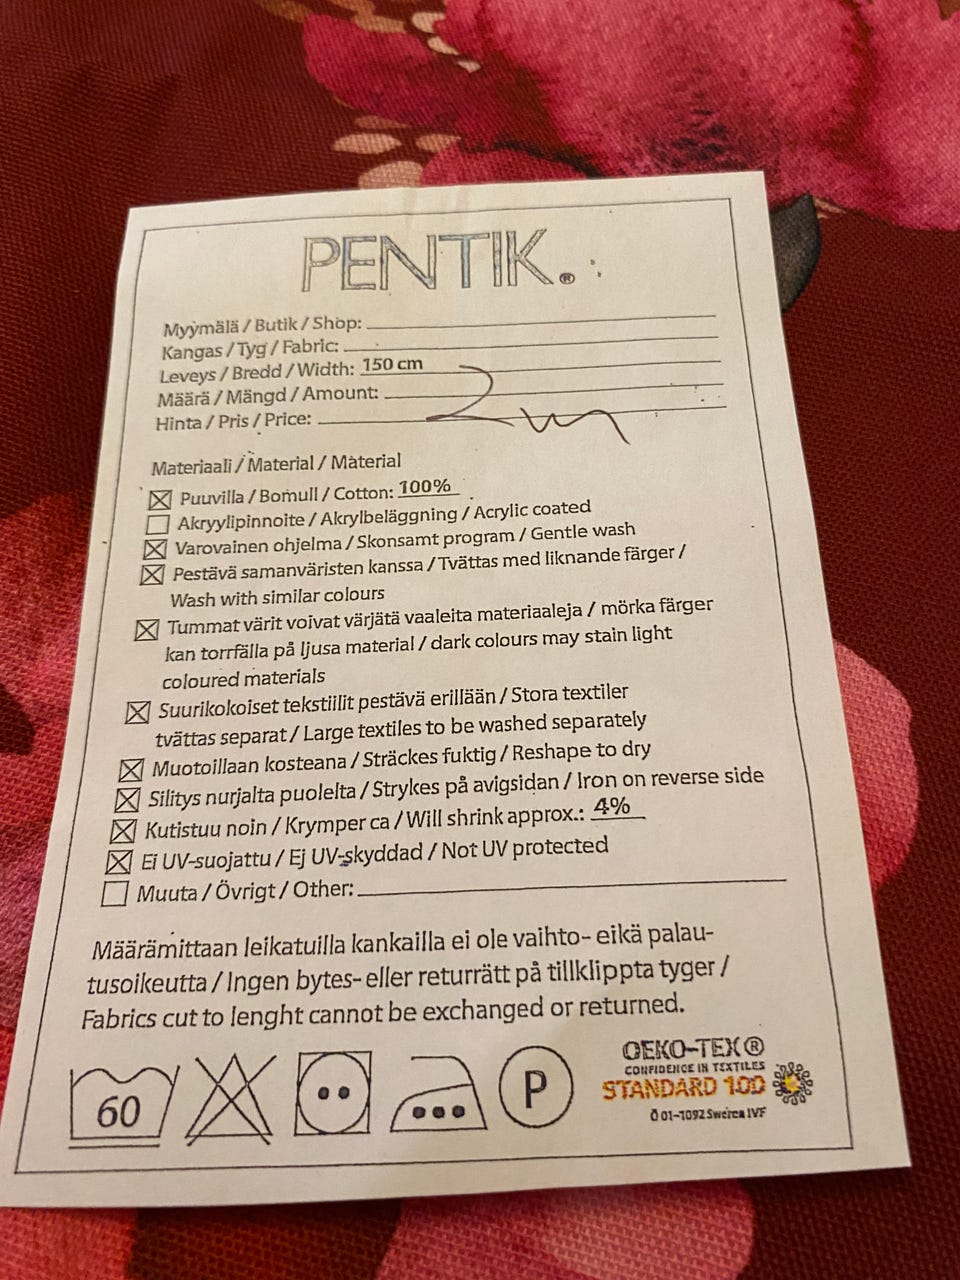 PENTIK.®
Myymälä / Butik / Shop:
Kangas / Tyg / Fabric:
Leveys / Bredd / Width: 150 cm
Määrä / Mängd / Amount: 2 m
Hinta / Pris / Price:
Materiaali / Material / Material
☒ Puuvilla / Bomull / Cotton: 100%
☐ Akryylipinnoite / Akrylbeläggning / Acrylic coated
☒ Varovainen ohjelma / Skonsamt program / Gentle wash
☒ Pestävä samanväristen kanssa / Tvättas med liknande färger /
Wash with similar colours
☒ Tummat värit voivat värjätä vaaleita materiaaleja / mörka färger
kan torrfälla på ljusa material / dark colours may stain light
coloured materials
☒ Suurikokoiset tekstiilit pestävä erillään / Stora textiler
tvättas separat / Large textiles to be washed separately
☒ Muotoillaan kosteana / Sträckes fuktig / Reshape to dry
☒ Silitys nurjalta puolelta / Strykes på avigsidan / Iron on reverse side
☒ Kutistuu noin / Krymper ca / Will shrink approx.: 4%
☒ Ei UV-suojattu / Ej UV-skyddad / Not UV protected
☐ Muuta / Övrigt / Other:
Määrämittaan leikatuilla kankailla ei ole vaihto- eikä palau-
tusoikeutta / Ingen bytes- eller returrätt på tillklippta tyger /
Fabrics cut to lenght cannot be exchanged or returned.
60
P
OEKO-TEX®
CONFIDENCE IN TEXTILES
STANDARD 100
Ö 01-1092 Swerea IVF